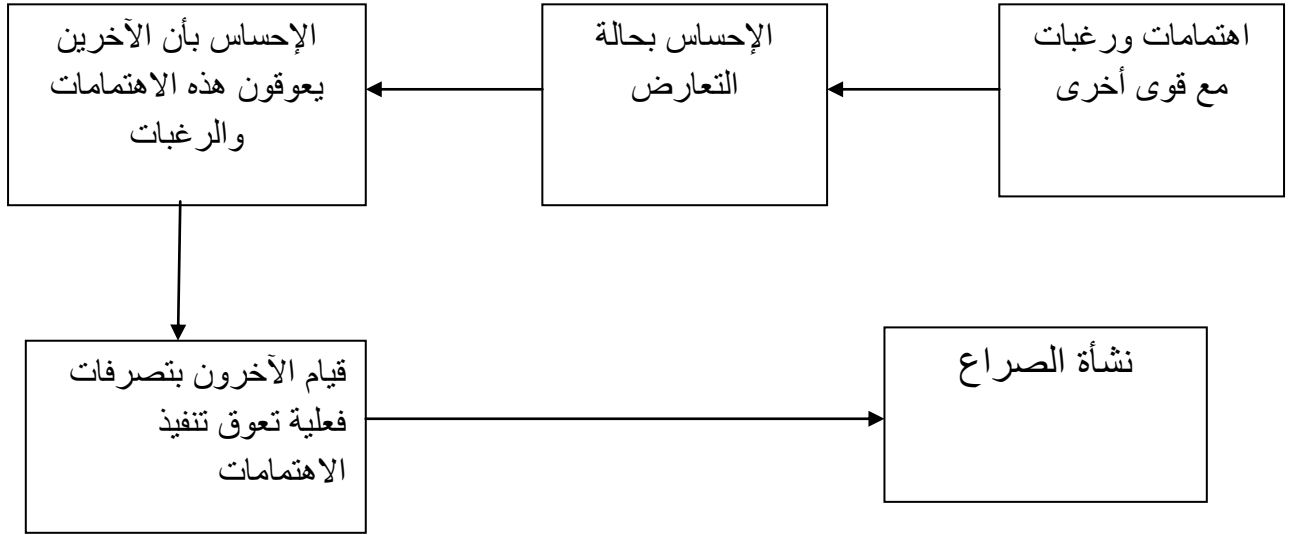 اهتمامات ورغبات
مع قوى أخرى
الإحساس بحالة
التعارض
الإحساس بأن الآخرين
يعوقون هذه الاهتمامات
والرغبات
قيام الآخرون بتصرفات
فعلية تعوق تنفيذ
الاهتمامات
نشأة الصراع